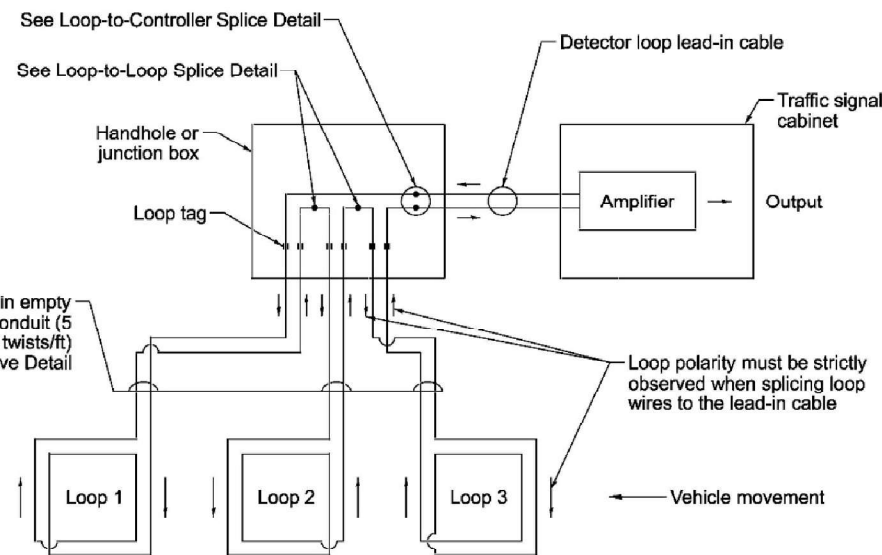 See Loop-to-Controller Splice Detail
Detector loop lead-in cable
See Loop-to-Loop Splice Detail
Traffic signal
cabinet
Handhole or
junction box
Amplifier
Output
Loop tag
in empty
onduit (5
twists/ft)
ve Detail
Loop polarity must be strictly
observed when splicing loop
wires to the lead-in cable
Loop 1
Loop 2
Loop 3
Vehicle movement